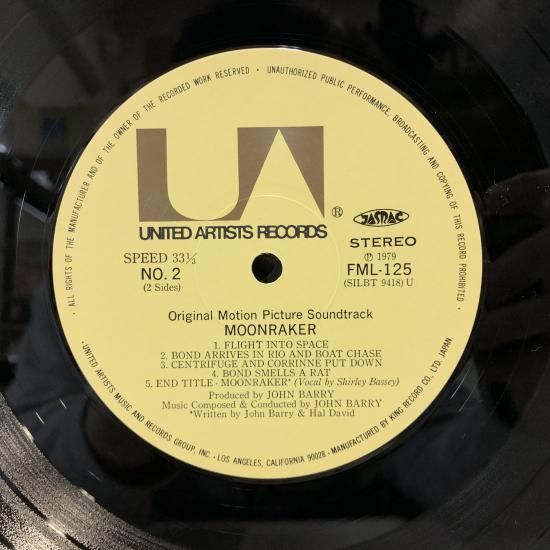 · ALL RIGHTS OF THE MANUFACTURER AND OF THE OWNER OF THE RECORDED WORK RESERVED · UNAUTHORIZED PUBLIC PERFORMANCE, BROADCASTING AND COPYING OF THIS RECORD PROHIBITED ·
UA
®
UNITED ARTISTS RECORDS
JASRAC
SPEED 33⅓
NO. 2
(2 Sides)
STEREO
℗ 1979
FML-125
(SILBT 9418) U
Original Motion Picture Soundtrack
MOONRAKER
1. FLIGHT INTO SPACE
2. BOND ARRIVES IN RIO AND BOAT CHASE
3. CENTRIFUGE AND CORRINNE PUT DOWN
4. BOND SMELLS A RAT
5. END TITLE - MOONRAKER* (Vocal by Shirley Bassey)
Produced by JOHN BARRY
Music Composed & Conducted by JOHN BARRY
*Written by John Barry & Hal David
· UNITED ARTISTS MUSIC AND RECORDS GROUP, INC. · LOS ANGELES, CALIFORNIA 90028 · MANUFACTURED BY KING RECORD CO., LTD. JAPAN.